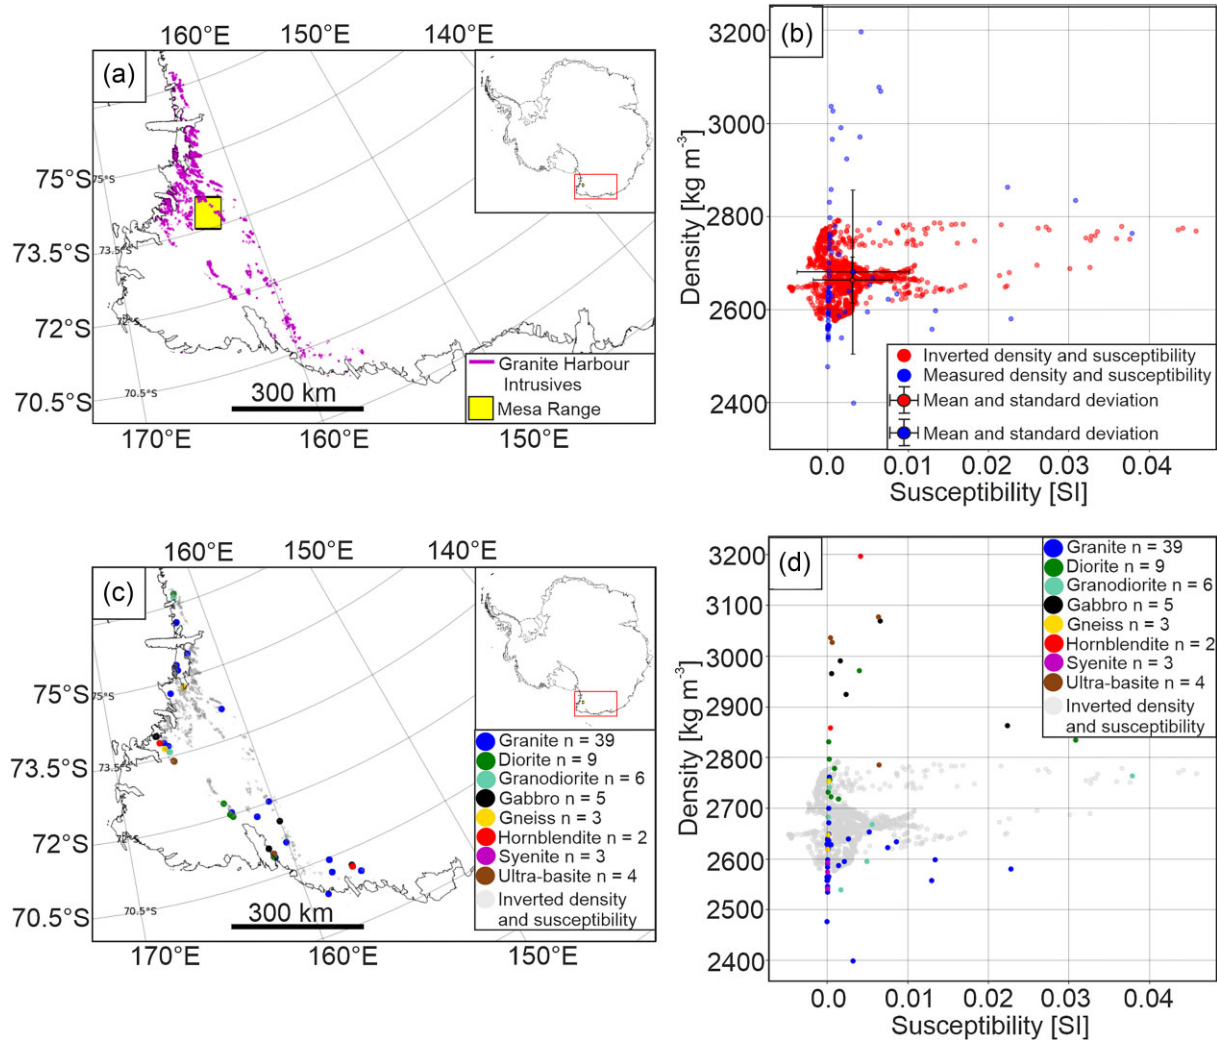 (a)
160°E
150°E
140°E
75°S
75°S
73.5°S
73.5°S
72°S
70.5°S
70.5°S
170°E
160°E
150°E
300 km
Granite Harbour
Intrusives
Mesa Range
(b)
Density [kg m-3]
3200
3000
2800
2600
2400
0.0
0.01
0.02
0.03
0.04
Susceptibility [SI]
Inverted density and susceptibility
Measured density and susceptibility
Mean and standard deviation
Mean and standard deviation
(c)
160°E
150°E
140°E
75°S
75°S
73.5°S
73.5°S
72°S
70.5°S
70.5°S
170°E
160°E
150°E
300 km
Granite n = 39
Diorite n = 9
Granodiorite n = 6
Gabbro n = 5
Gneiss n = 3
Hornblendite n = 2
Syenite n = 3
Ultra-basite n = 4
Inverted density
and susceptibility
(d)
Density [kg m-3]
3200
3100
3000
2900
2800
2700
2600
2500
2400
0.0
0.01
0.02
0.03
0.04
Susceptibility [SI]
Granite n = 39
Diorite n = 9
Granodiorite n = 6
Gabbro n = 5
Gneiss n = 3
Hornblendite n = 2
Syenite n = 3
Ultra-basite n = 4
Inverted density
and susceptibility